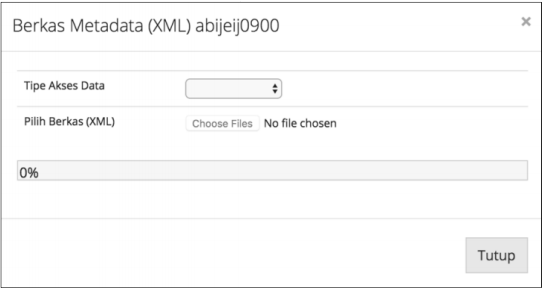 Berkas Metadata (XML) abijeij0900 ×
Tipe Akses Data
Pilih Berkas (XML) Choose Files No file chosen
0%
Tutup